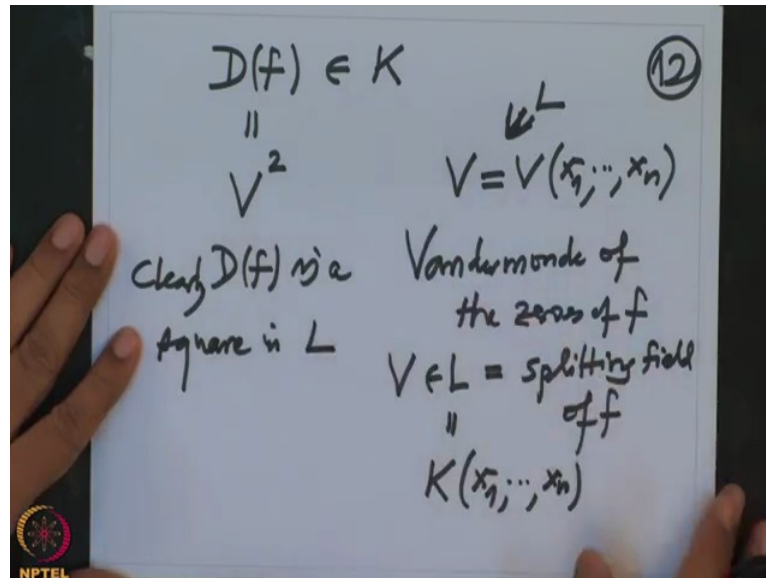 D(f) ∈ K
=
V²
Clearly D(f) is a
square in L
⑫
L
V = V(x₁,⋯,xₙ)
Vandermonde of
the zeros of f
V ∈ L = splitting field
of f
=
K(x₁,⋯,xₙ)
NPTEL